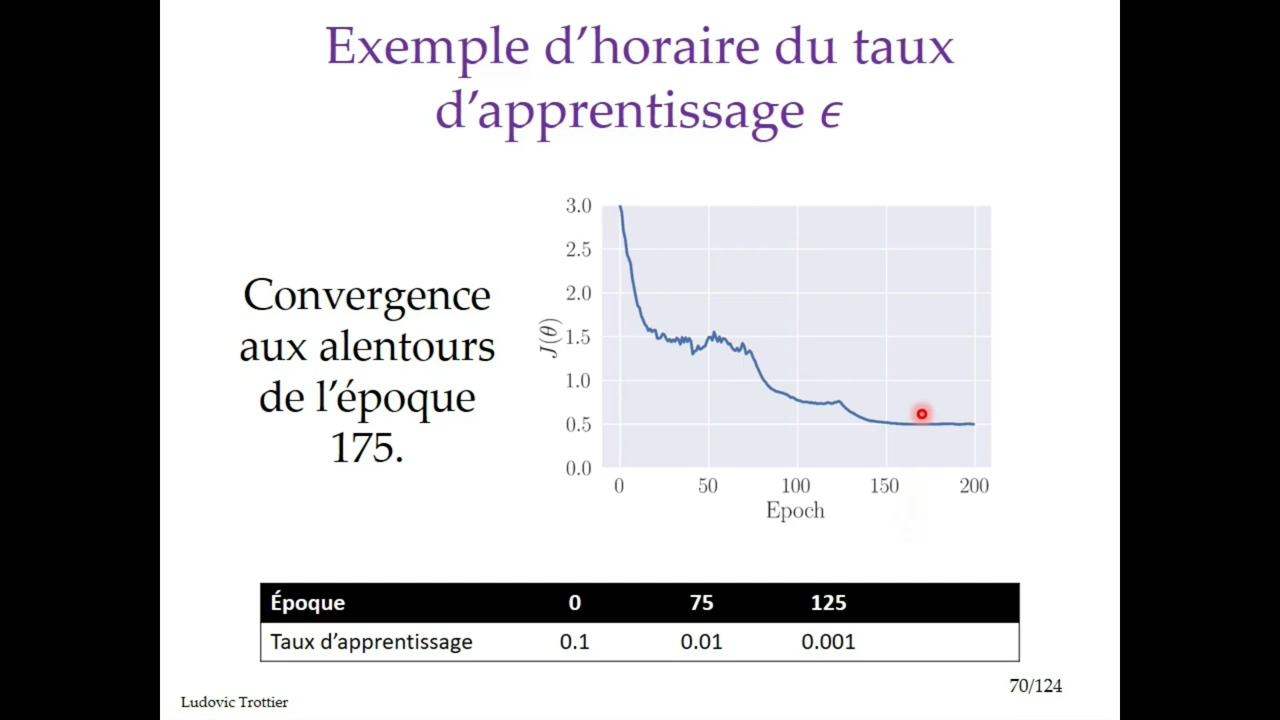 Exemple d'horaire du taux
d'apprentissage ϵ
Convergence
aux alentours
de l'époque
175.
3.0
2.5
2.0
1.5
1.0
0.5
0.0
J(θ)
0 50 100 150 200
Epoch
Époque 0 75 125
Taux d'apprentissage 0.1 0.01 0.001
70/124
Ludovic Trottier